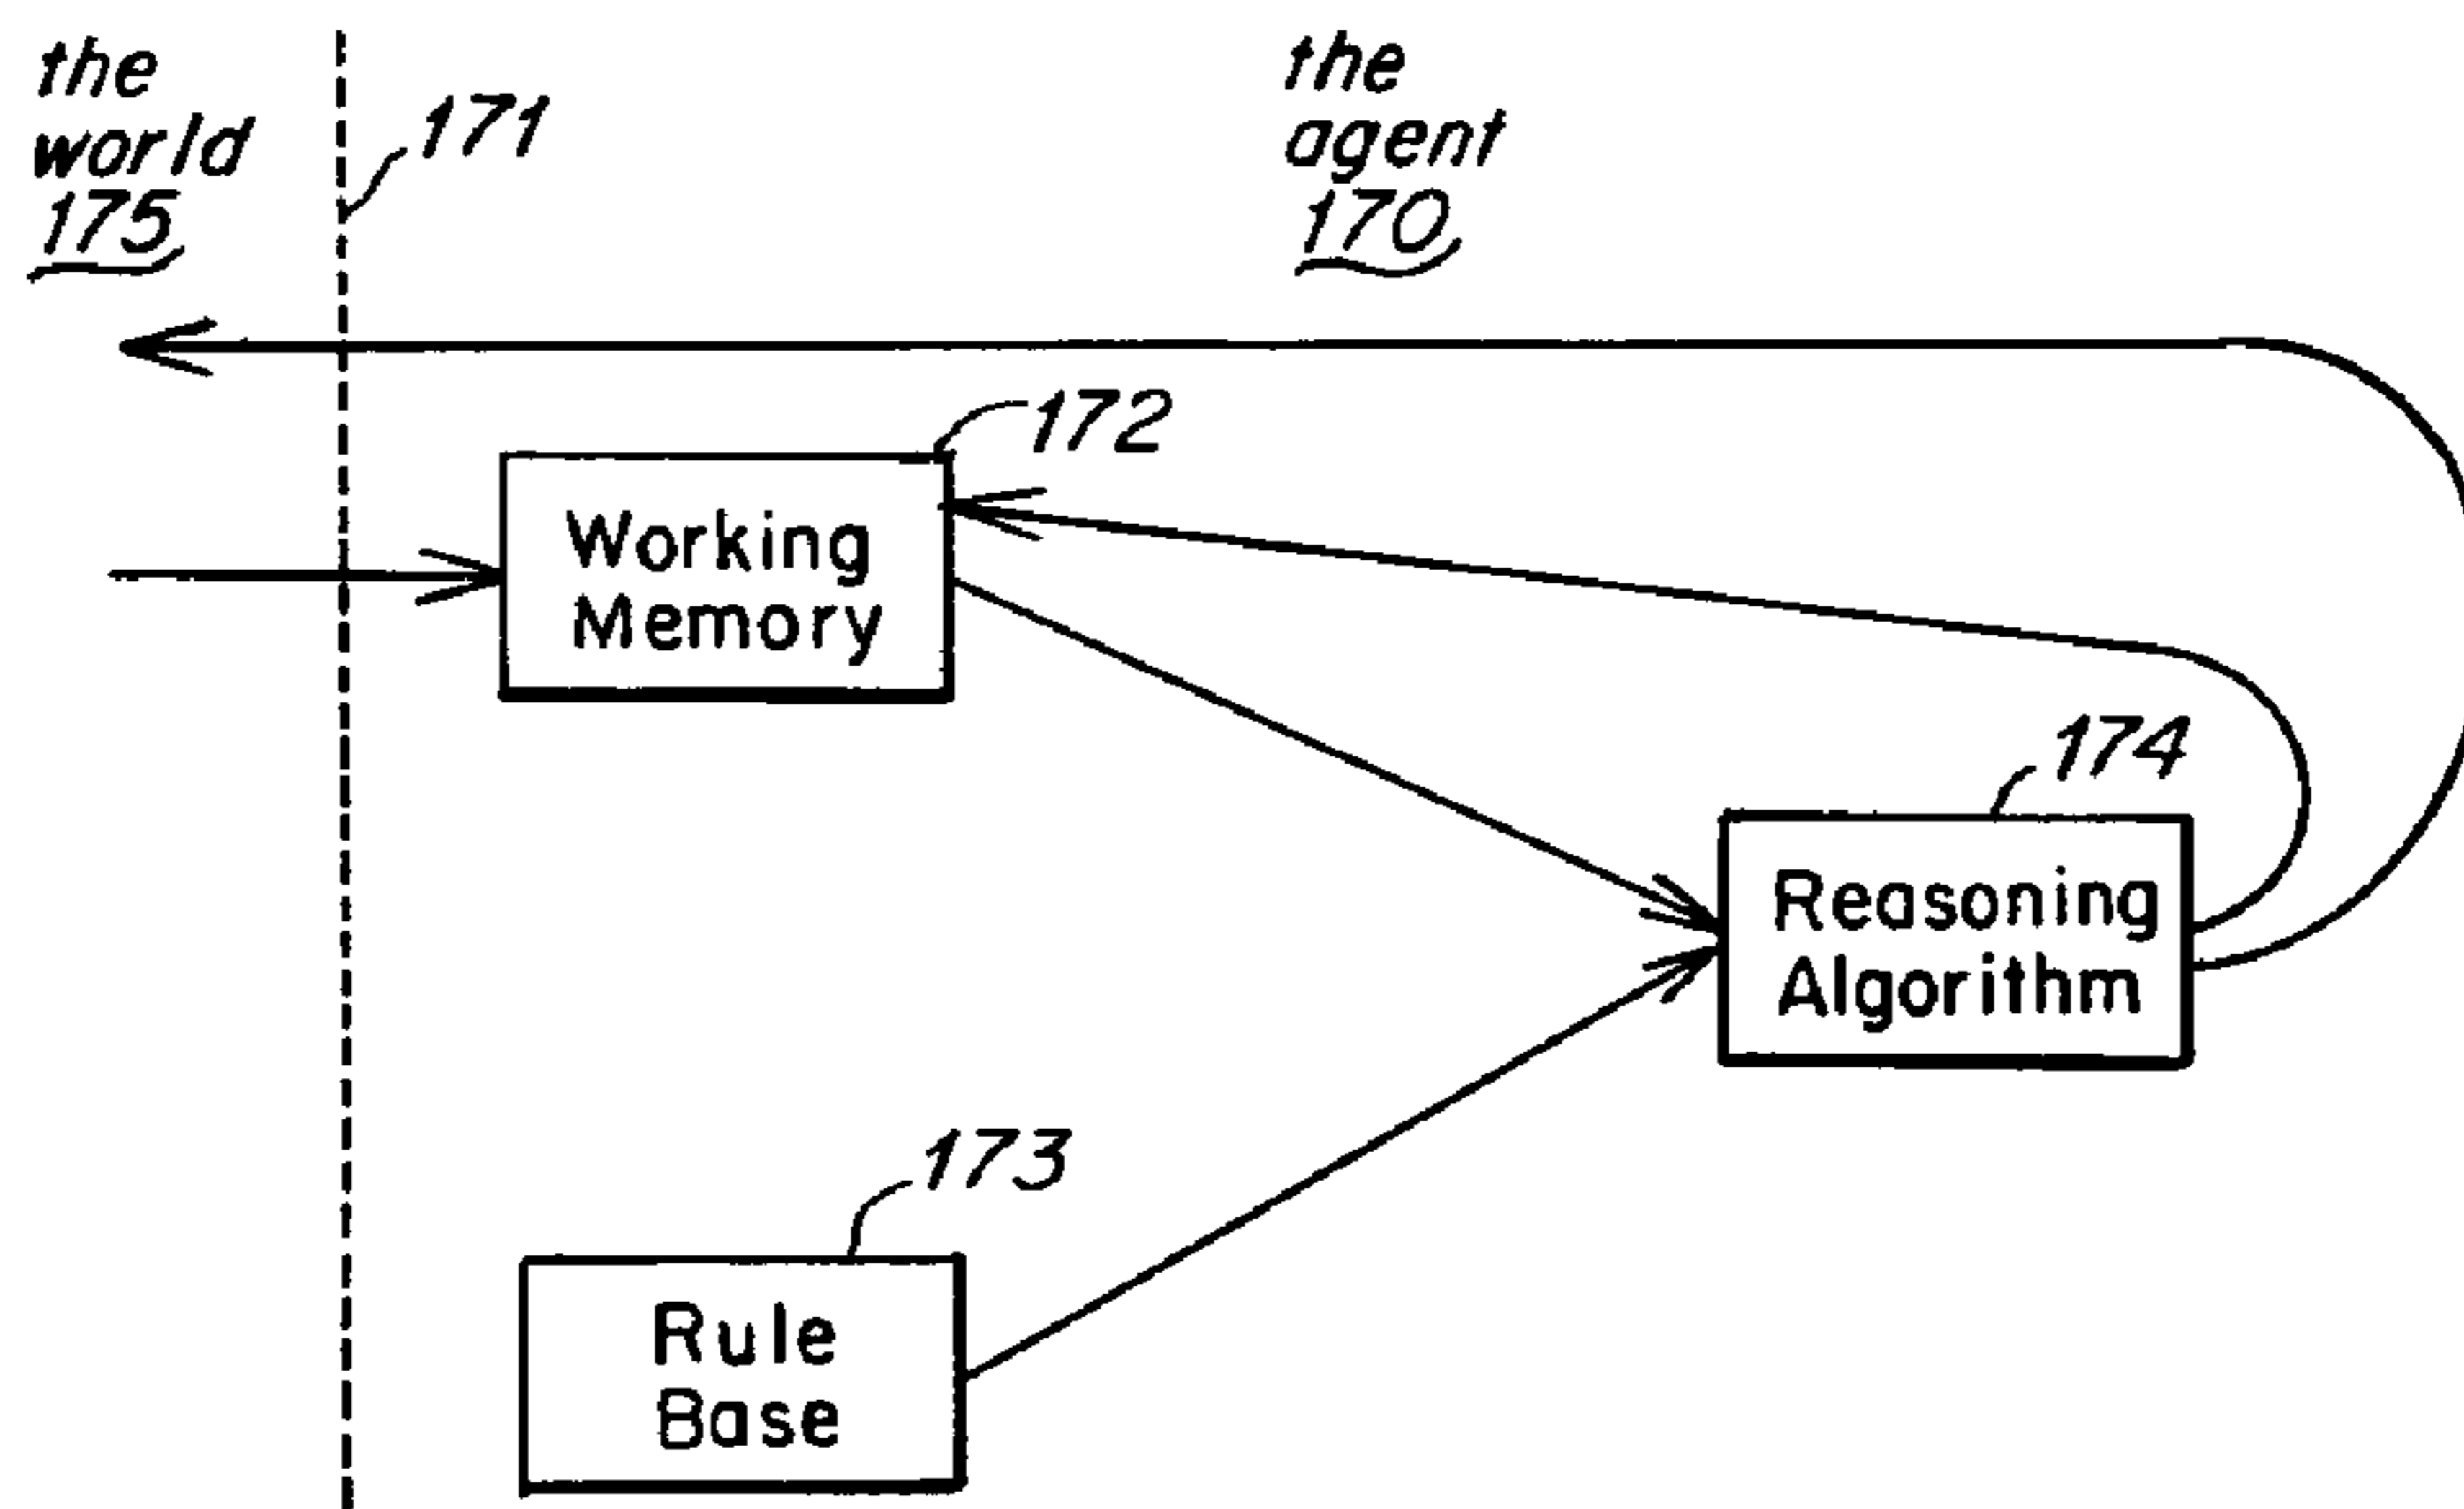 the
world
175
171
the
agent
170
172
Working
Memory
174
Reasoning
Algorithm
173
Rule
Base